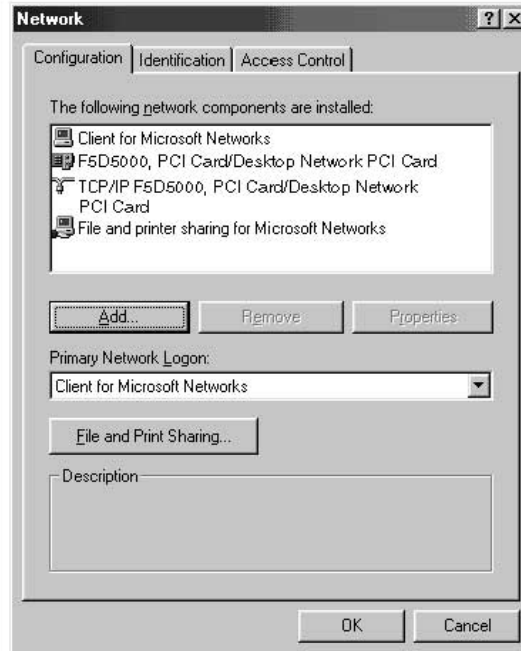 Network
Configuration Identification Access Control
The following network components are installed:
Client for Microsoft Networks
F5D5000, PCI Card/Desktop Network PCI Card
TCP/IP F5D5000, PCI Card/Desktop Network
PCI Card
File and printer sharing for Microsoft Networks
Add... Remove Properties
Primary Network Logon:
Client for Microsoft Networks
File and Print Sharing...
Description
OK Cancel